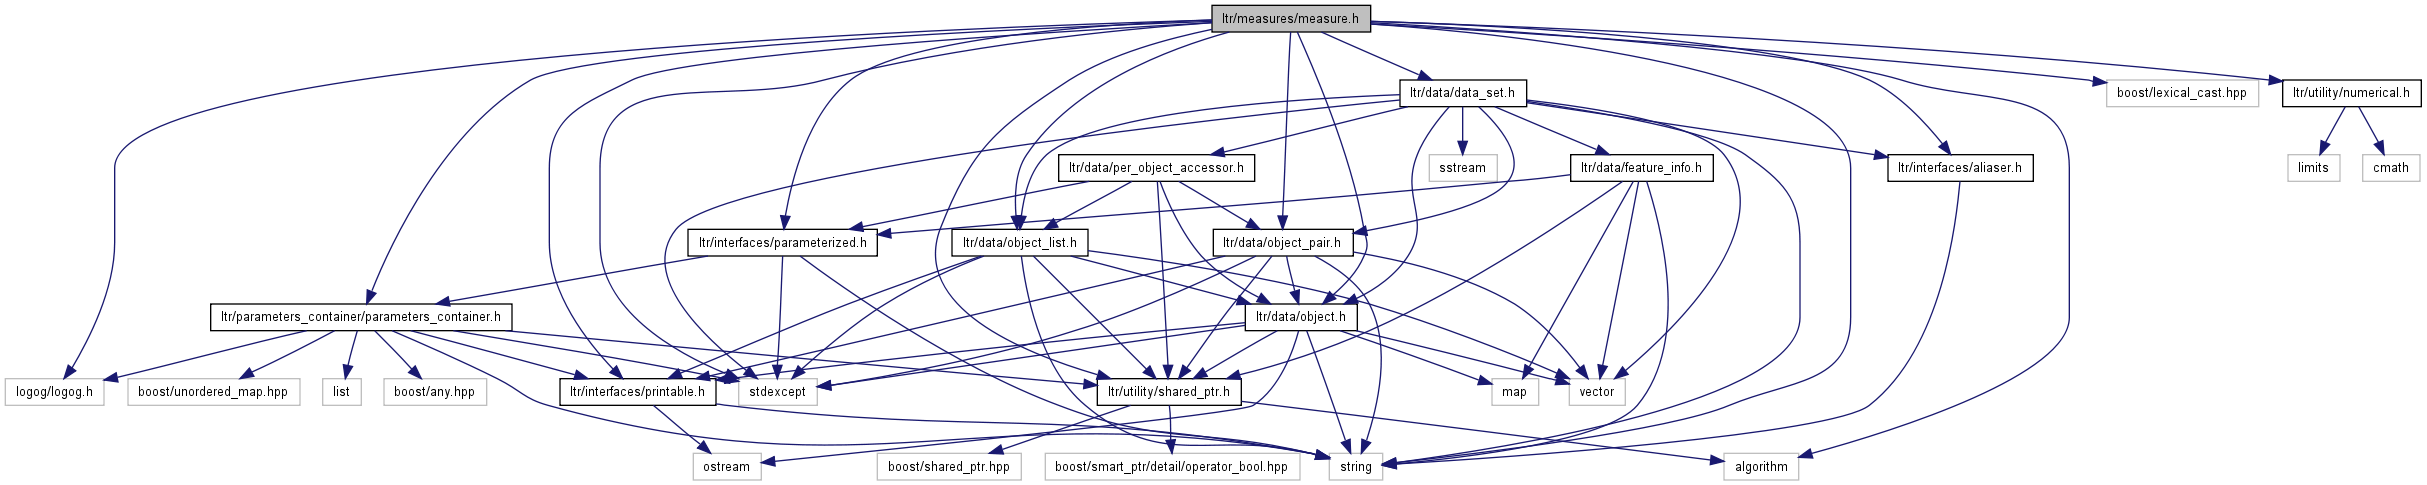 ltr/measures/measure.h
ltr/data/data_set.h
boost/lexical_cast.hpp
ltr/utility/numerical.h
ltr/data/per_object_accessor.h
sstream
ltr/data/feature_info.h
ltr/interfaces/aliaser.h
limits
cmath
ltr/interfaces/parameterized.h
ltr/data/object_list.h
ltr/data/object_pair.h
ltr/parameters_container/parameters_container.h
ltr/data/object.h
logog/logog.h
boost/unordered_map.hpp
list
boost/any.hpp
ltr/interfaces/printable.h
stdexcept
ltr/utility/shared_ptr.h
map
vector
ostream
boost/shared_ptr.hpp
boost/smart_ptr/detail/operator_bool.hpp
string
algorithm